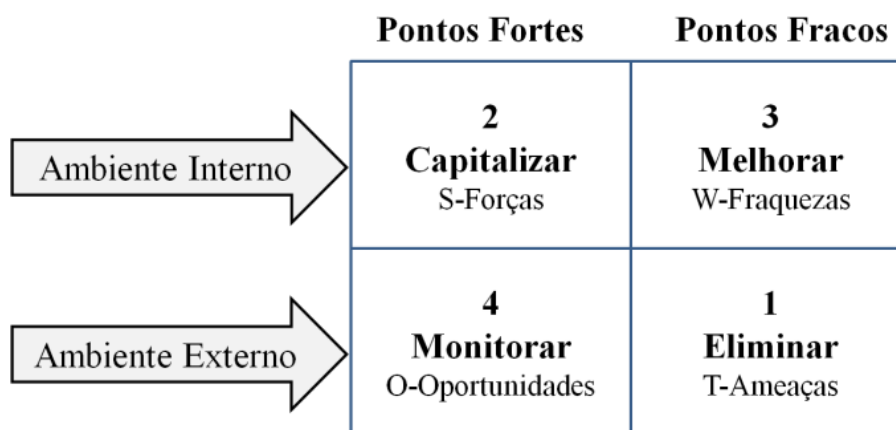 Pontos Fortes Pontos Fracos
Ambiente Interno
2
Capitalizar
S-Forças
3
Melhorar
W-Fraquezas
Ambiente Externo
4
Monitorar
O-Oportunidades
1
Eliminar
T-Ameaças